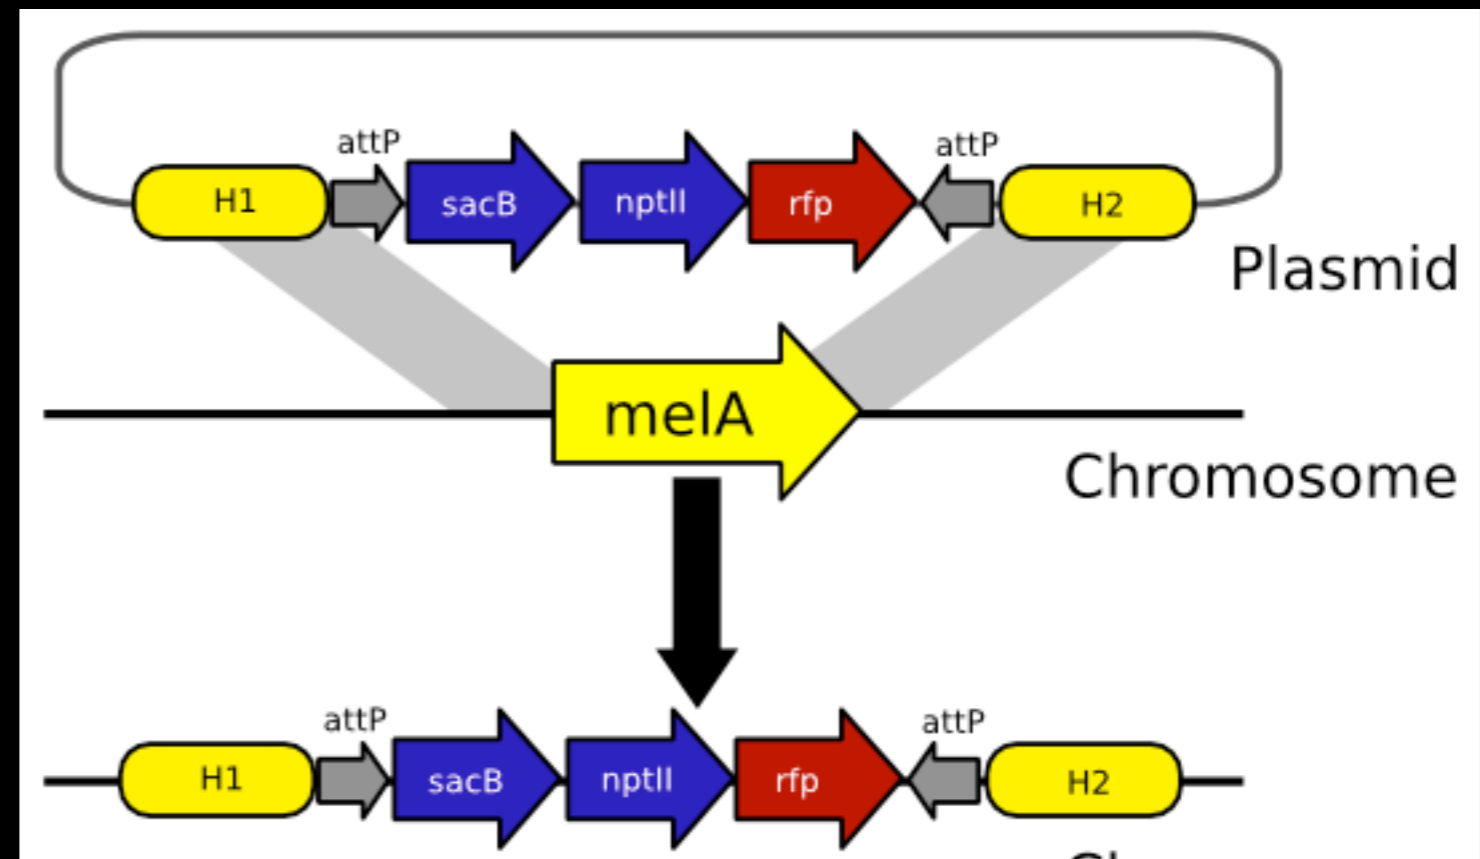 attP
attP
H1
sacB
nptII
rfp
H2
Plasmid
melA
Chromosome
attP
attP
H1
sacB
nptII
rfp
H2